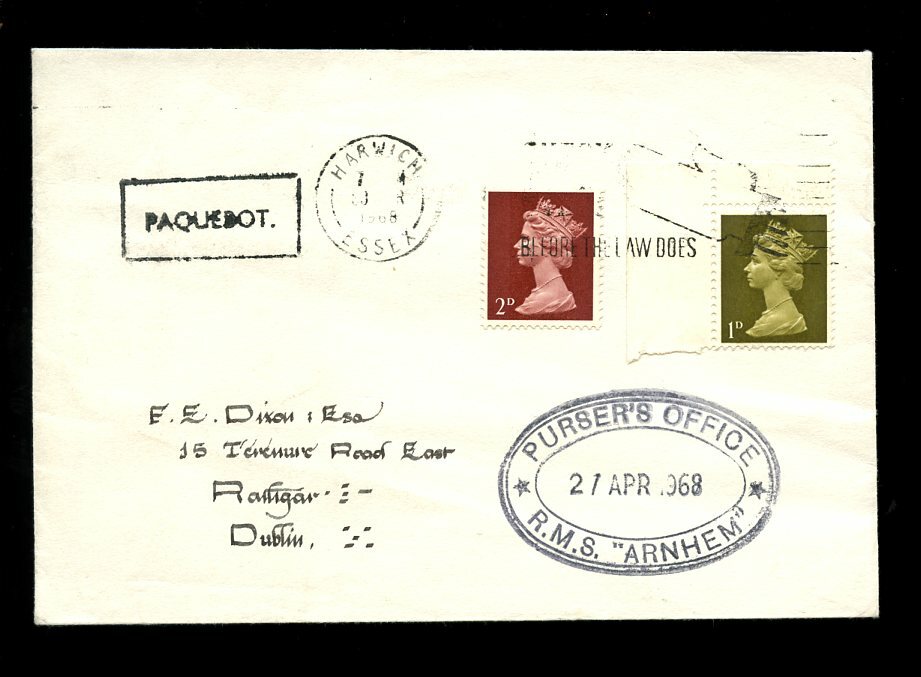 PAQUEBOT.
HARWICH
1968
ESSEX
BEFORE THE LAW DOES
2D
1D
F. E. Dixon : Esq
15 Terenure Road East
Rathgar
Dublin,
PURSER'S OFFICE
27 APR 1968
R.M.S. "ARNHEM"